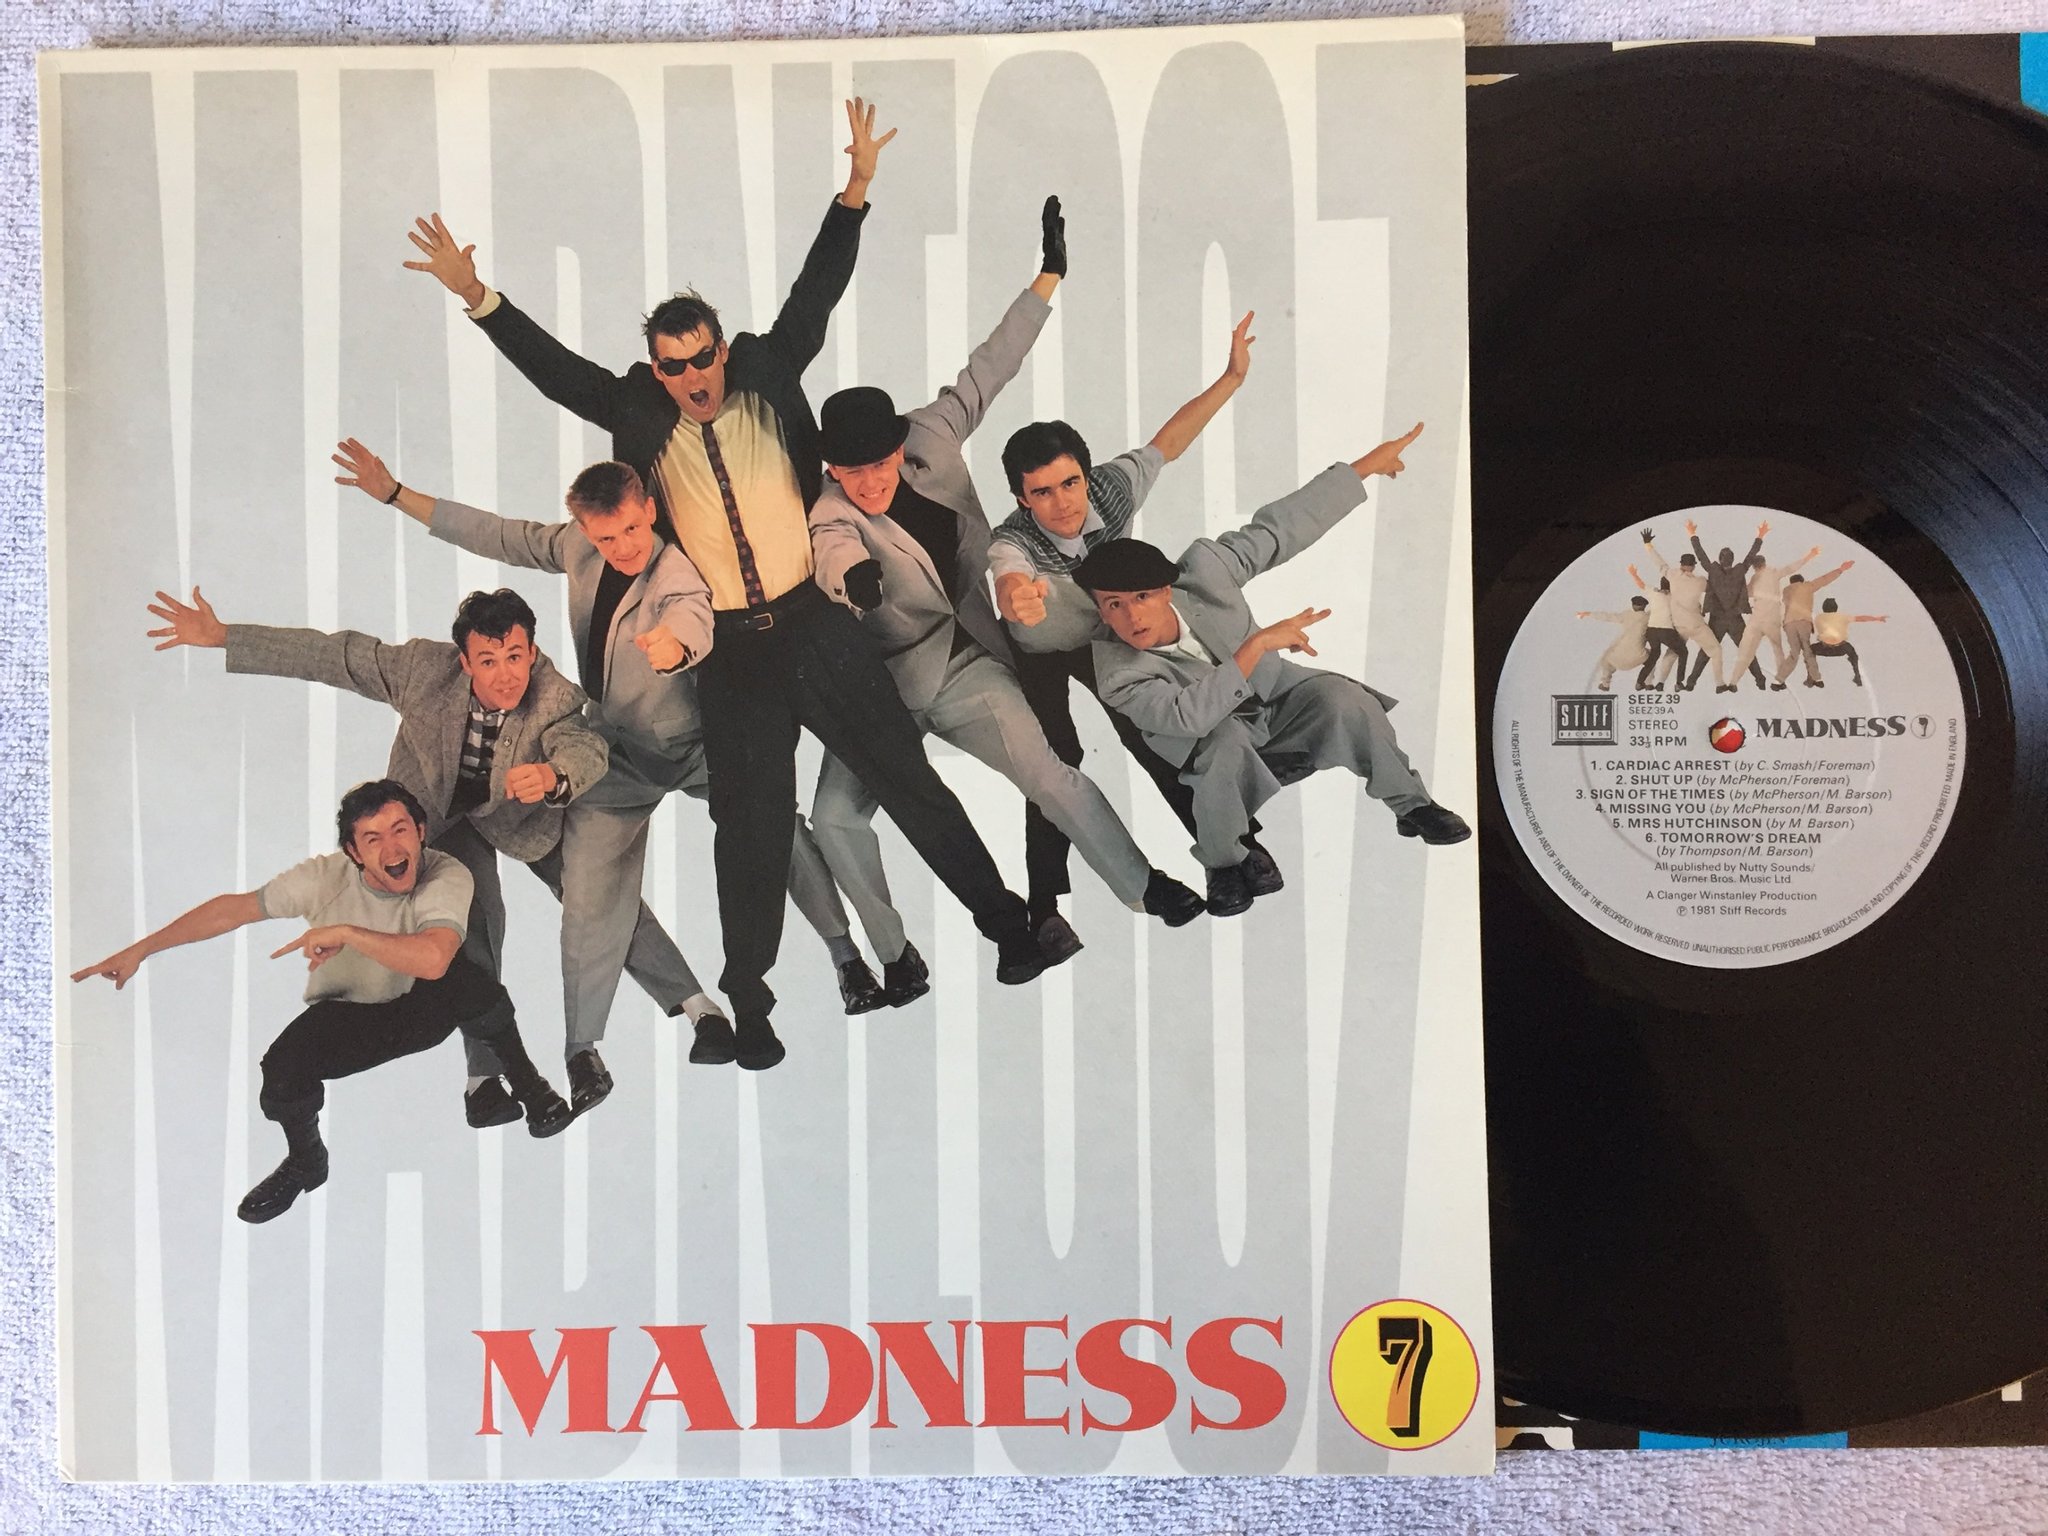 MADNESS 7
MADNESS
7
STIFF
RECORDS
SEEZ 39
SEEZ 39 A
STEREO
33⅓ RPM
MADNESS 7
1. CARDIAC ARREST (by C. Smash/Foreman)
2. SHUT UP (by McPherson/Foreman)
3. SIGN OF THE TIMES (by McPherson/M. Barson)
4. MISSING YOU (by McPherson/M. Barson)
5. MRS HUTCHINSON (by M. Barson)
6. TOMORROW'S DREAM
(by Thompson/M. Barson)
All published by Nutty Sounds/
Warner Bros. Music Ltd.
A Clanger Winstanley Production
℗ 1981 Stiff Records
ALL RIGHTS OF THE MANUFACTURER AND OF THE OWNER OF THE RECORDED WORK RESERVED UNAUTHORISED PUBLIC PERFORMANCE BROADCASTING AND COPYING OF THIS RECORD PROHIBITED MADE IN ENGLAND